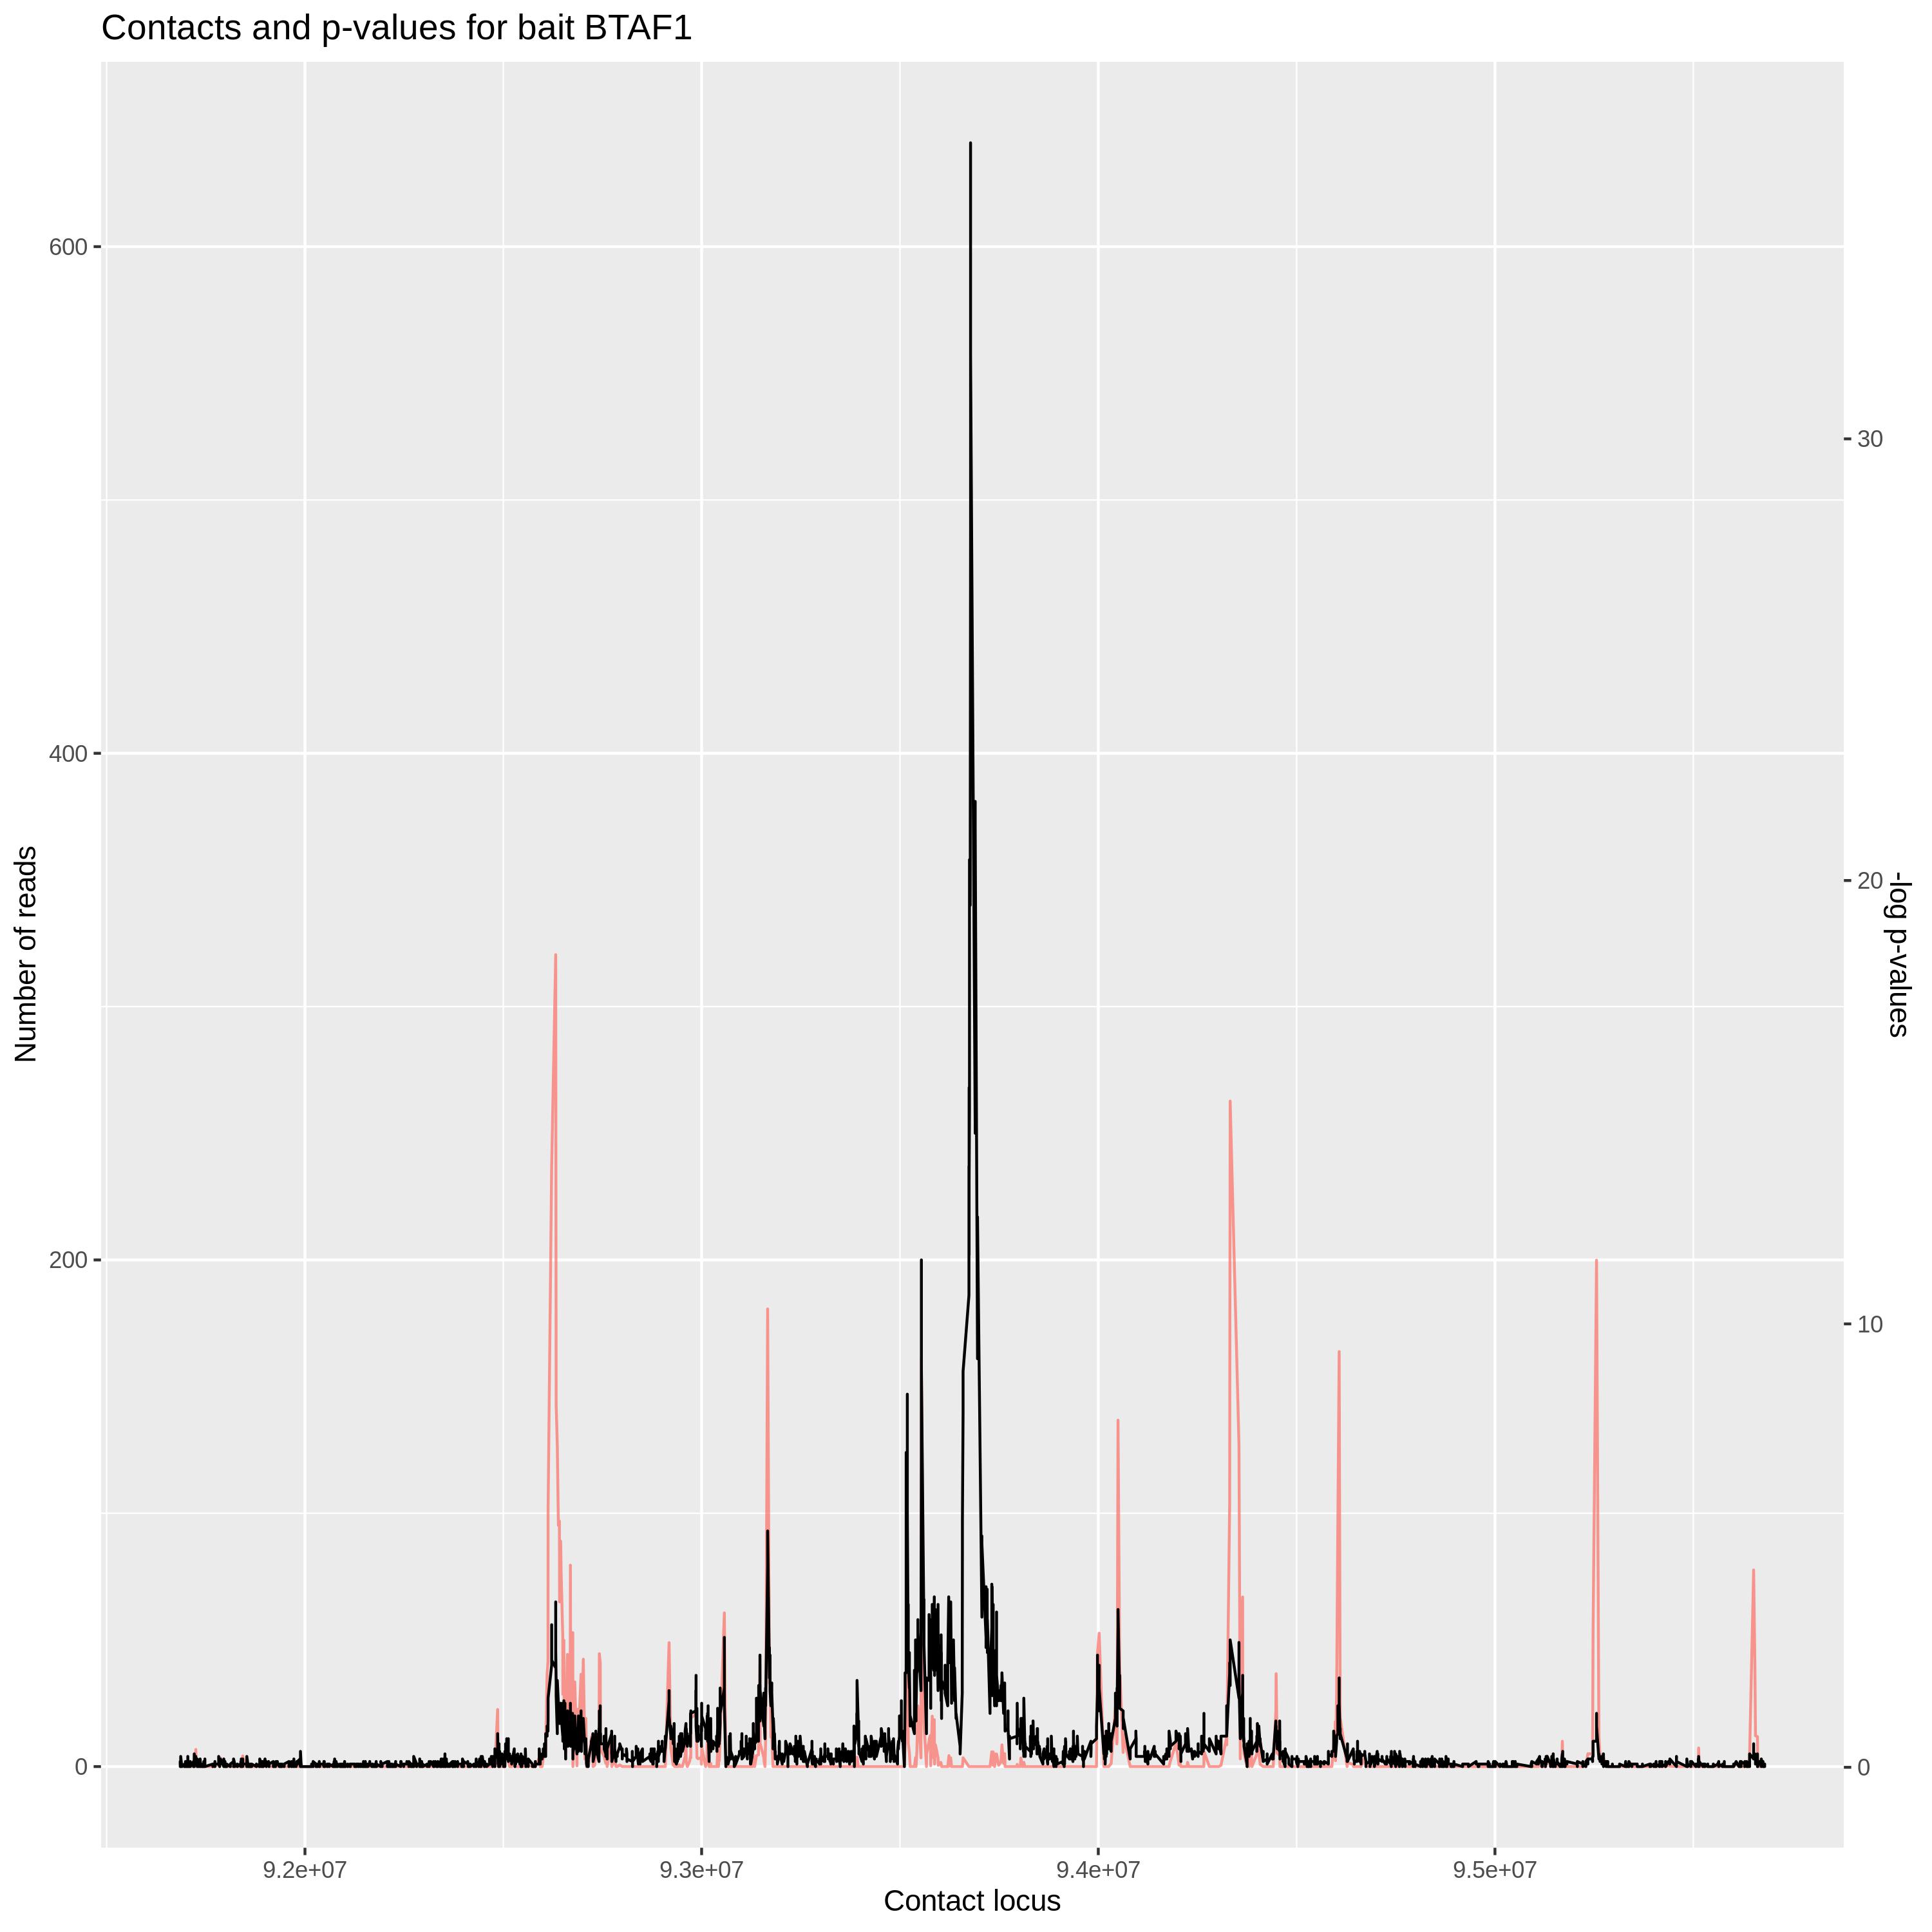 Contacts and p-values for bait BTAF1
Number of reads
600
400
200
0
30
20
10
0
-log p-values
9.2e+07
9.3e+07
9.4e+07
9.5e+07
Contact locus